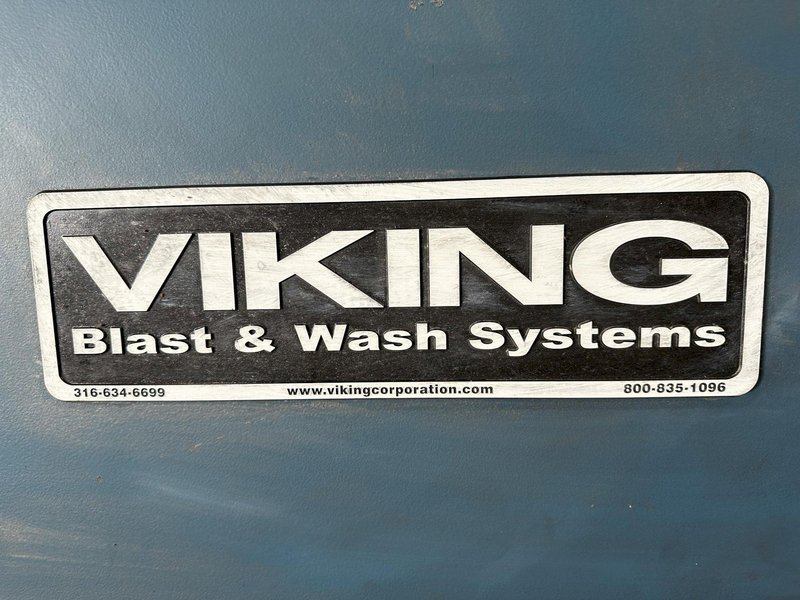 VIKING
Blast & Wash Systems
316-634-6699 www.vikingcorporation.com 800-835-1096